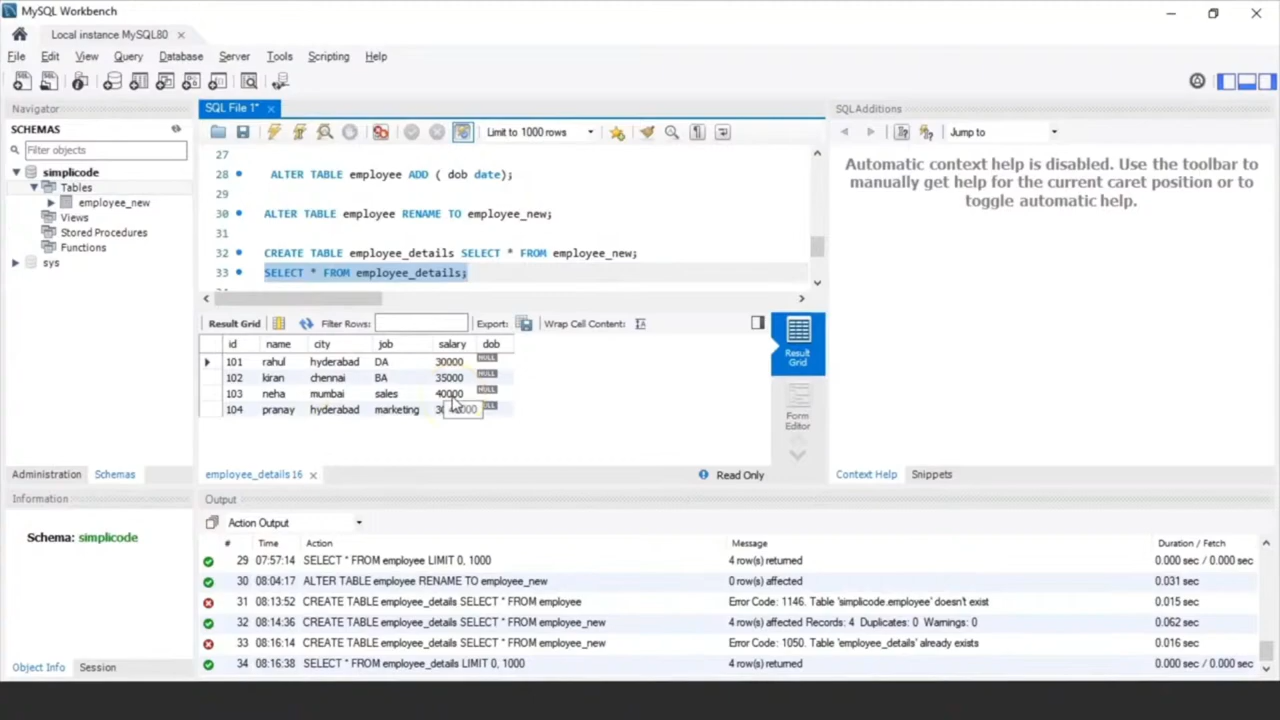 MySQL Workbench
Local instance MySQL80
File Edit View Query Database Server Tools Scripting Help
Navigator
SCHEMAS
Filter objects
simplicode
Tables
employee_new
Views
Stored Procedures
Functions
sys
Administration Schemas
Information
Schema: simplicode
Object Info Session
SQL File 1*
Limit to 1000 rows
27
28 ALTER TABLE employee ADD ( dob date);
29
30 ALTER TABLE employee RENAME TO employee_new;
31
32 CREATE TABLE employee_details SELECT * FROM employee_new;
33 SELECT * FROM employee_details;
Result Grid Filter Rows: Export: Wrap Cell Content:
id name city job salary dob
101 rahul hyderabad DA 30000 NULL
102 kiran chennai BA 35000 NULL
103 neha mumbai sales 40000 NULL
104 pranay hyderabad marketing
Result Grid
Form Editor
employee_details 16
Read Only
SQLAdditions
Jump to
Automatic context help is disabled. Use the toolbar to
manually get help for the current caret position or to
toggle automatic help.
Context Help Snippets
Output
Action Output
# Time Action Message Duration / Fetch
29 07:57:14 SELECT * FROM employee LIMIT 0, 1000 4 row(s) returned 0.000 sec / 0.000 sec
30 08:04:17 ALTER TABLE employee RENAME TO employee_new 0 row(s) affected 0.031 sec
31 08:13:52 CREATE TABLE employee_details SELECT * FROM employee Error Code: 1146. Table 'simplicode.employee' doesn't exist 0.015 sec
32 08:14:36 CREATE TABLE employee_details SELECT * FROM employee_new 4 row(s) affected Records: 4 Duplicates: 0 Warnings: 0 0.062 sec
33 08:16:14 CREATE TABLE employee_details SELECT * FROM employee_new Error Code: 1050. Table 'employee_details' already exists 0.016 sec
34 08:16:38 SELECT * FROM employee_details LIMIT 0, 1000 4 row(s) returned 0.000 sec / 0.000 sec